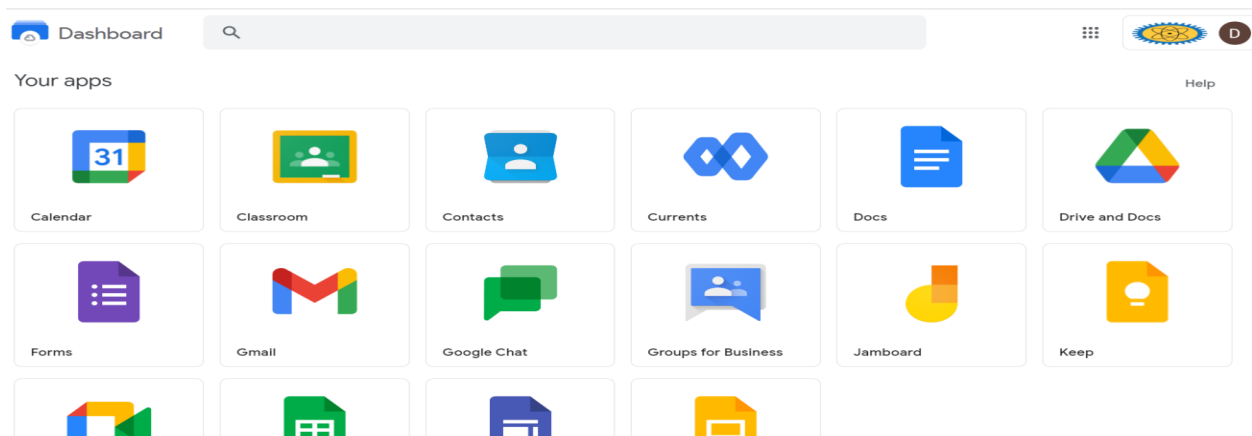 Dashboard
D
Your apps
Help
31
Calendar Classroom Contacts Currents Docs Drive and Docs
Forms Gmail Google Chat Groups for Business Jamboard Keep